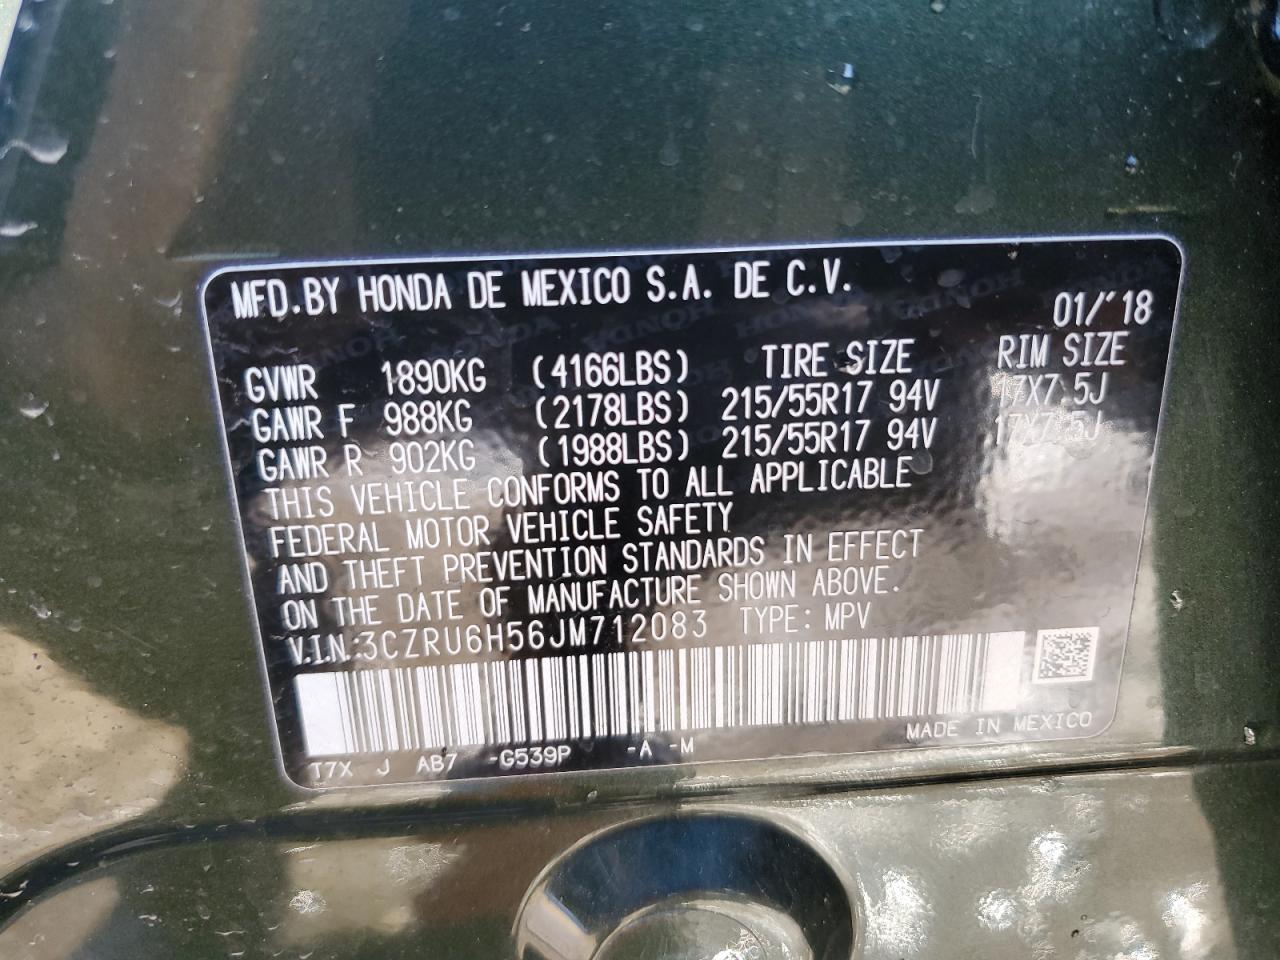 MFD.BY HONDA DE MEXICO S.A. DE C.V.
01/'18
GVWR 1890KG (4166LBS) TIRE SIZE RIM SIZE
GAWR F 988KG (2178LBS) 215/55R17 94V 17X7.5J
GAWR R 902KG (1988LBS) 215/55R17 94V 17X7.5J
THIS VEHICLE CONFORMS TO ALL APPLICABLE
FEDERAL MOTOR VEHICLE SAFETY
AND THEFT PREVENTION STANDARDS IN EFFECT
ON THE DATE OF MANUFACTURE SHOWN ABOVE.
V.I.N.:3CZRU6H56JM712083 TYPE: MPV
MADE IN MEXICO
T7X J AB7 -G539P -A -M